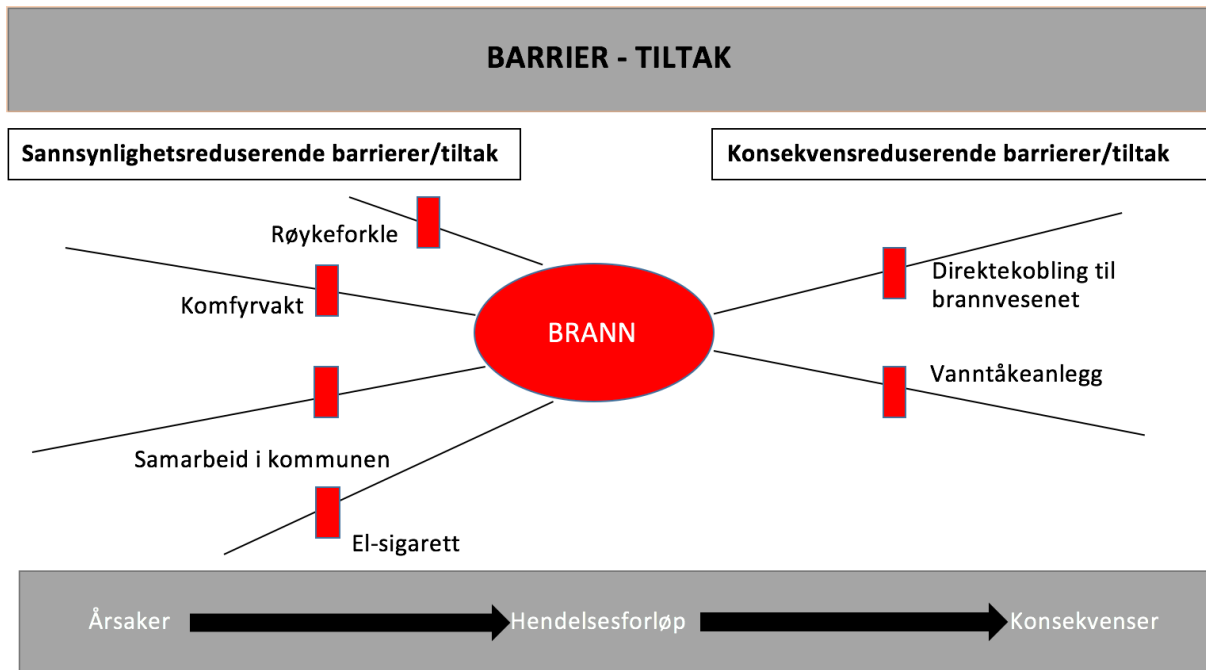 BARRIER - TILTAK
Sannsynlighetsreduserende barrierer/tiltak
Konsekvensreduserende barrierer/tiltak
Røykeforkle
Komfyrvakt
Samarbeid i kommunen
El-sigarett
BRANN
Direktekobling til
brannvesenet
Vanntåkeanlegg
Årsaker
Hendelsesforløp
Konsekvenser